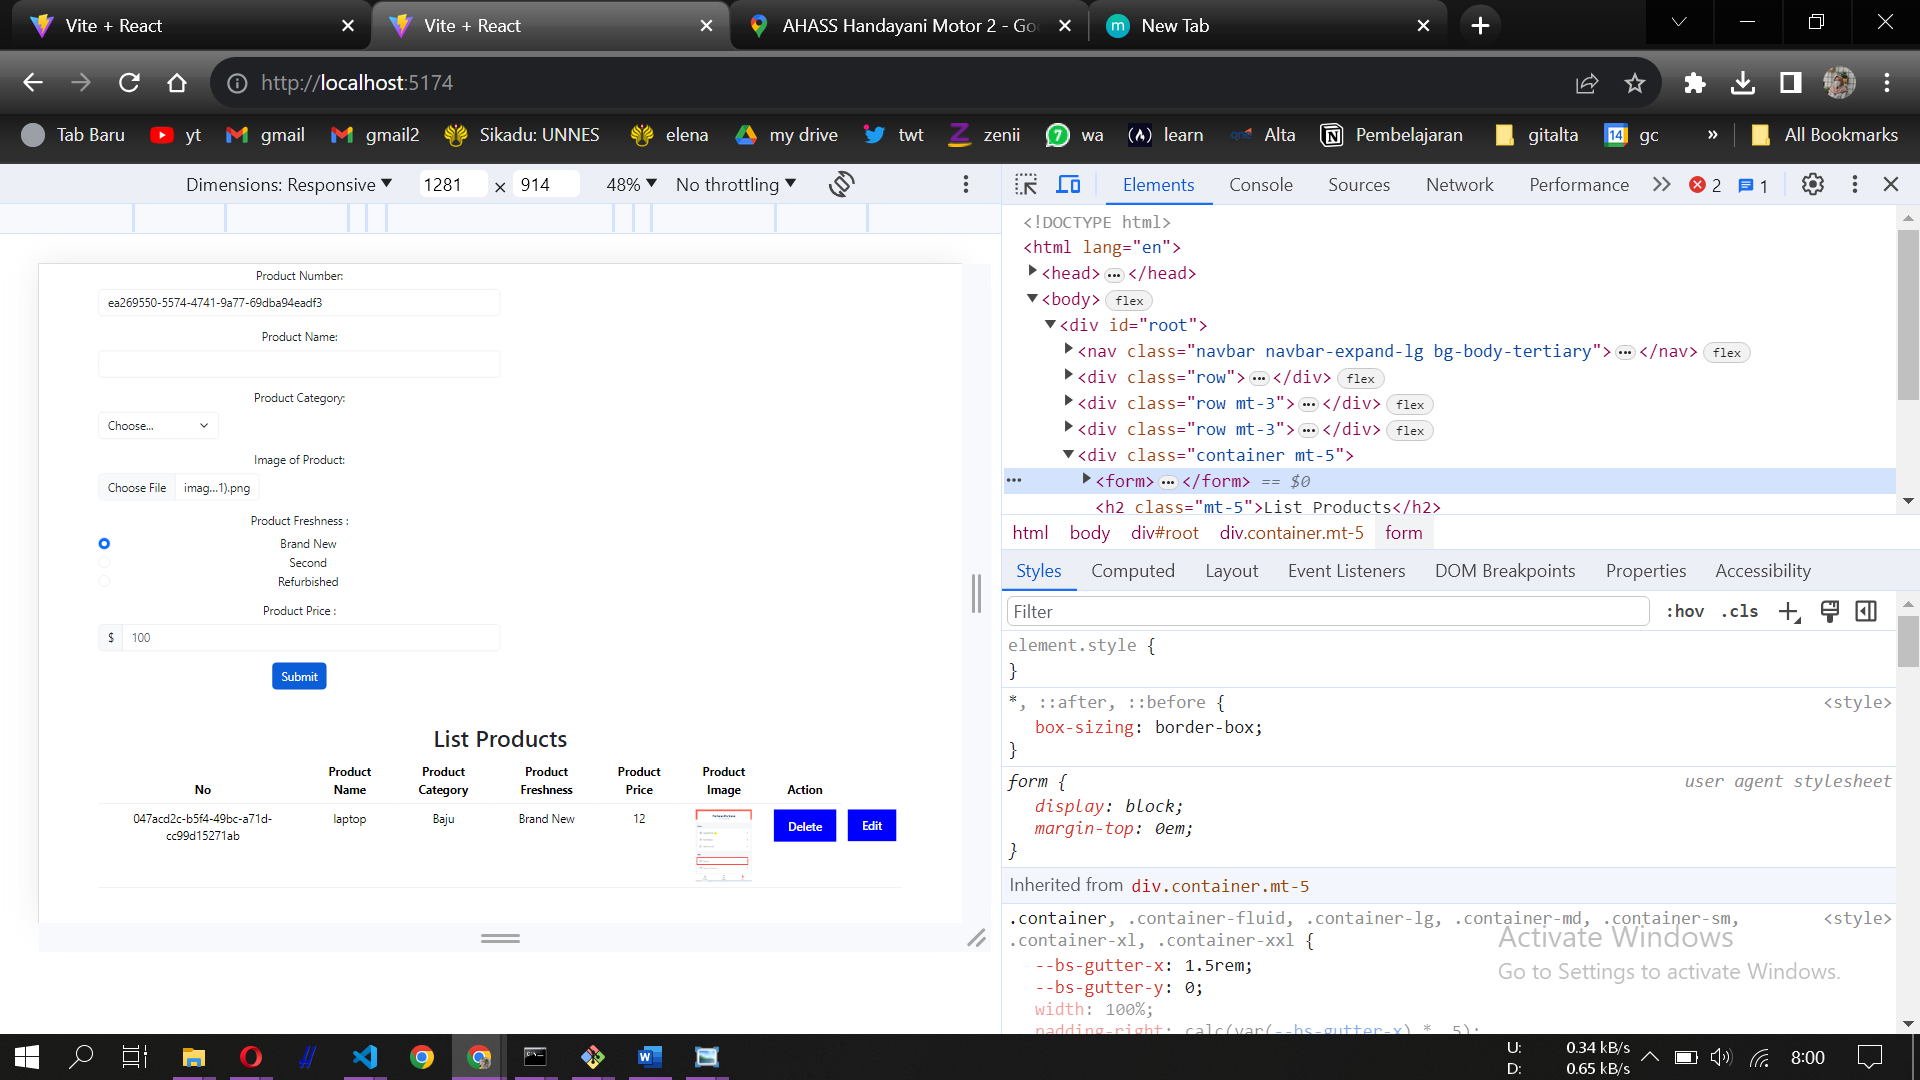 Vite + React
Vite + React
AHASS Handayani Motor 2 - Goo
New Tab
http://localhost:5174
Tab Baru
yt
gmail
gmail2
Sikadu: UNNES
elena
my drive
twt
zenii
wa
learn
Alta
Pembelajaran
gitalta
gc
»
All Bookmarks
Dimensions: Responsive
1281 × 914
48%
No throttling
Elements
Console
Sources
Network
Performance
2
1
Product Number:
ea269550-5574-4741-9a77-69dba94eadf3
Product Name:
Product Category:
Choose...
Image of Product:
Choose File imag...1).png
Product Freshness :
Brand New
Second
Refurbished
Product Price :
$ 100
Submit
List Products
No
Product Name
Product Category
Product Freshness
Product Price
Product Image
Action
047acd2c-b5f4-49bc-a71d-cc99d15271ab
laptop
Baju
Brand New
12
Delete
Edit
<!DOCTYPE html>
<html lang="en">
<head> ••• </head>
<body> flex
<div id="root">
<nav class="navbar navbar-expand-lg bg-body-tertiary"> ••• </nav> flex
<div class="row"> ••• </div> flex
<div class="row mt-3"> ••• </div> flex
<div class="row mt-3"> ••• </div> flex
<div class="container mt-5">
••• <form> ••• </form> == $0
<h2 class="mt-5">List Products</h2>
html body div#root div.container.mt-5 form
Styles Computed Layout Event Listeners DOM Breakpoints Properties Accessibility
Filter
:hov .cls
element.style {
}
*, ::after, ::before { <style>
box-sizing: border-box;
}
form { user agent stylesheet
display: block;
margin-top: 0em;
}
Inherited from div.container.mt-5
.container, .container-fluid, .container-lg, .container-md, .container-sm, <style>
.container-xl, .container-xxl {
--bs-gutter-x: 1.5rem;
--bs-gutter-y: 0;
width: 100%;
padding-right: calc(var(--bs-gutter-x) * .5);
Activate Windows
Go to Settings to activate Windows.
U: 0.34 kB/s
D: 0.65 kB/s
8:00